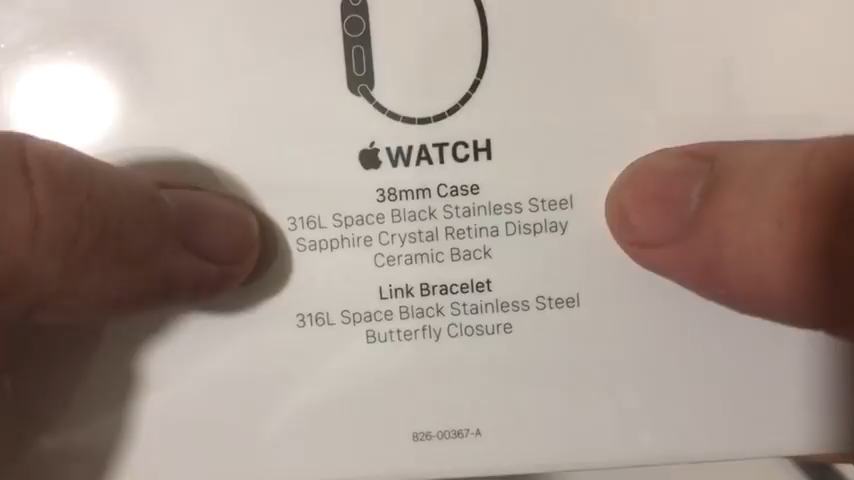 WATCH
38mm Case
316L Space Black Stainless Steel
Sapphire Crystal Retina Display
Ceramic Back
Link Bracelet
316L Space Black Stainless Steel
Butterfly Closure
826-00367-A